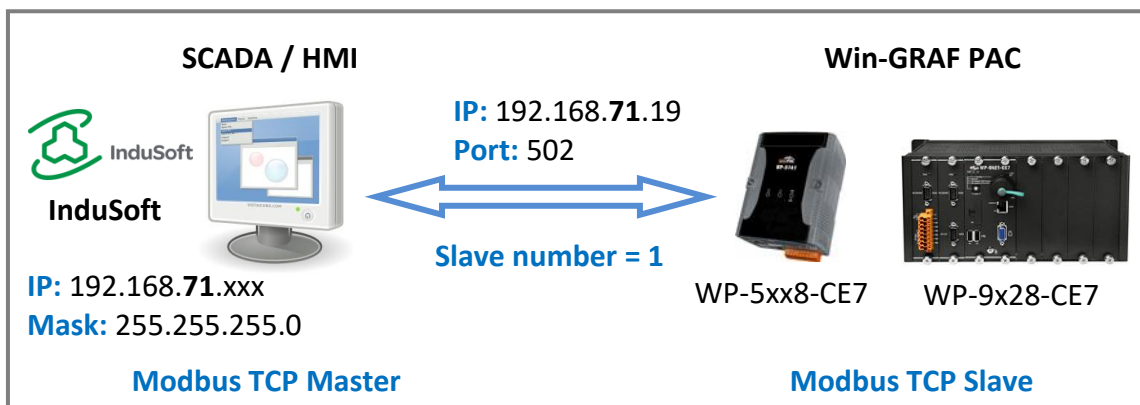 SCADA / HMI
Win-GRAF PAC
InduSoft
InduSoft
IP: 192.168.71.19
Port: 502
Slave number = 1
IP: 192.168.71.xxx
Mask: 255.255.255.0
WP-5xx8-CE7
WP-9x28-CE7
Modbus TCP Master
Modbus TCP Slave